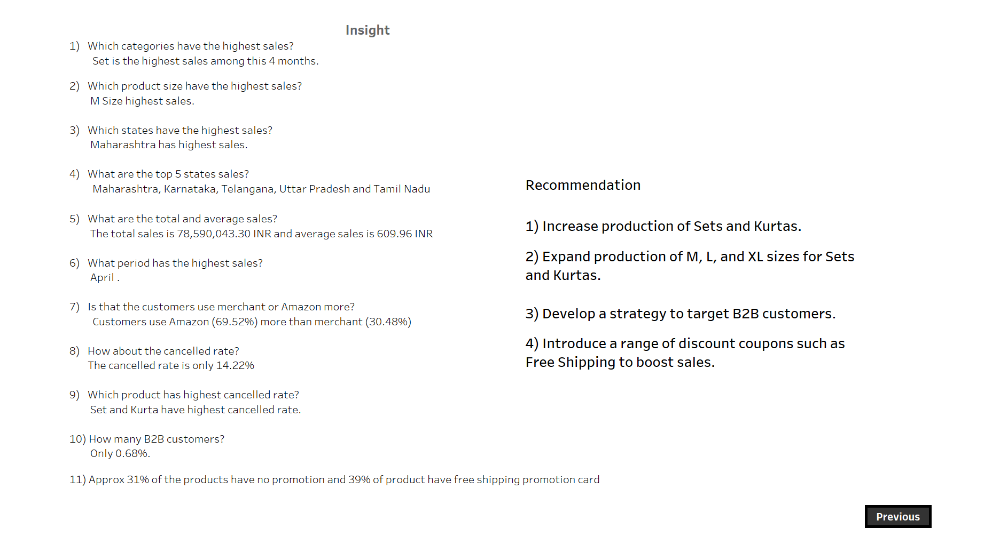 Insight
1) Which categories have the highest sales?
Set is the highest sales among this 4 months.
2) Which product size have the highest sales?
M Size highest sales.
3) Which states have the highest sales?
Maharashtra has highest sales.
4) What are the top 5 states sales?
Maharashtra, Karnataka, Telangana, Uttar Pradesh and Tamil Nadu
5) What are the total and average sales?
The total sales is 78,590,043.30 INR and average sales is 609.96 INR
6) What period has the highest sales?
April .
7) Is that the customers use merchant or Amazon more?
Customers use Amazon (69.52%) more than merchant (30.48%)
8) How about the cancelled rate?
The cancelled rate is only 14.22%
9) Which product has highest cancelled rate?
Set and Kurta have highest cancelled rate.
10) How many B2B customers?
Only 0.68%.
11) Approx 31% of the products have no promotion and 39% of product have free shipping promotion card
Recommendation
1) Increase production of Sets and Kurtas.
2) Expand production of M, L, and XL sizes for Sets
and Kurtas.
3) Develop a strategy to target B2B customers.
4) Introduce a range of discount coupons such as
Free Shipping to boost sales.
Previous